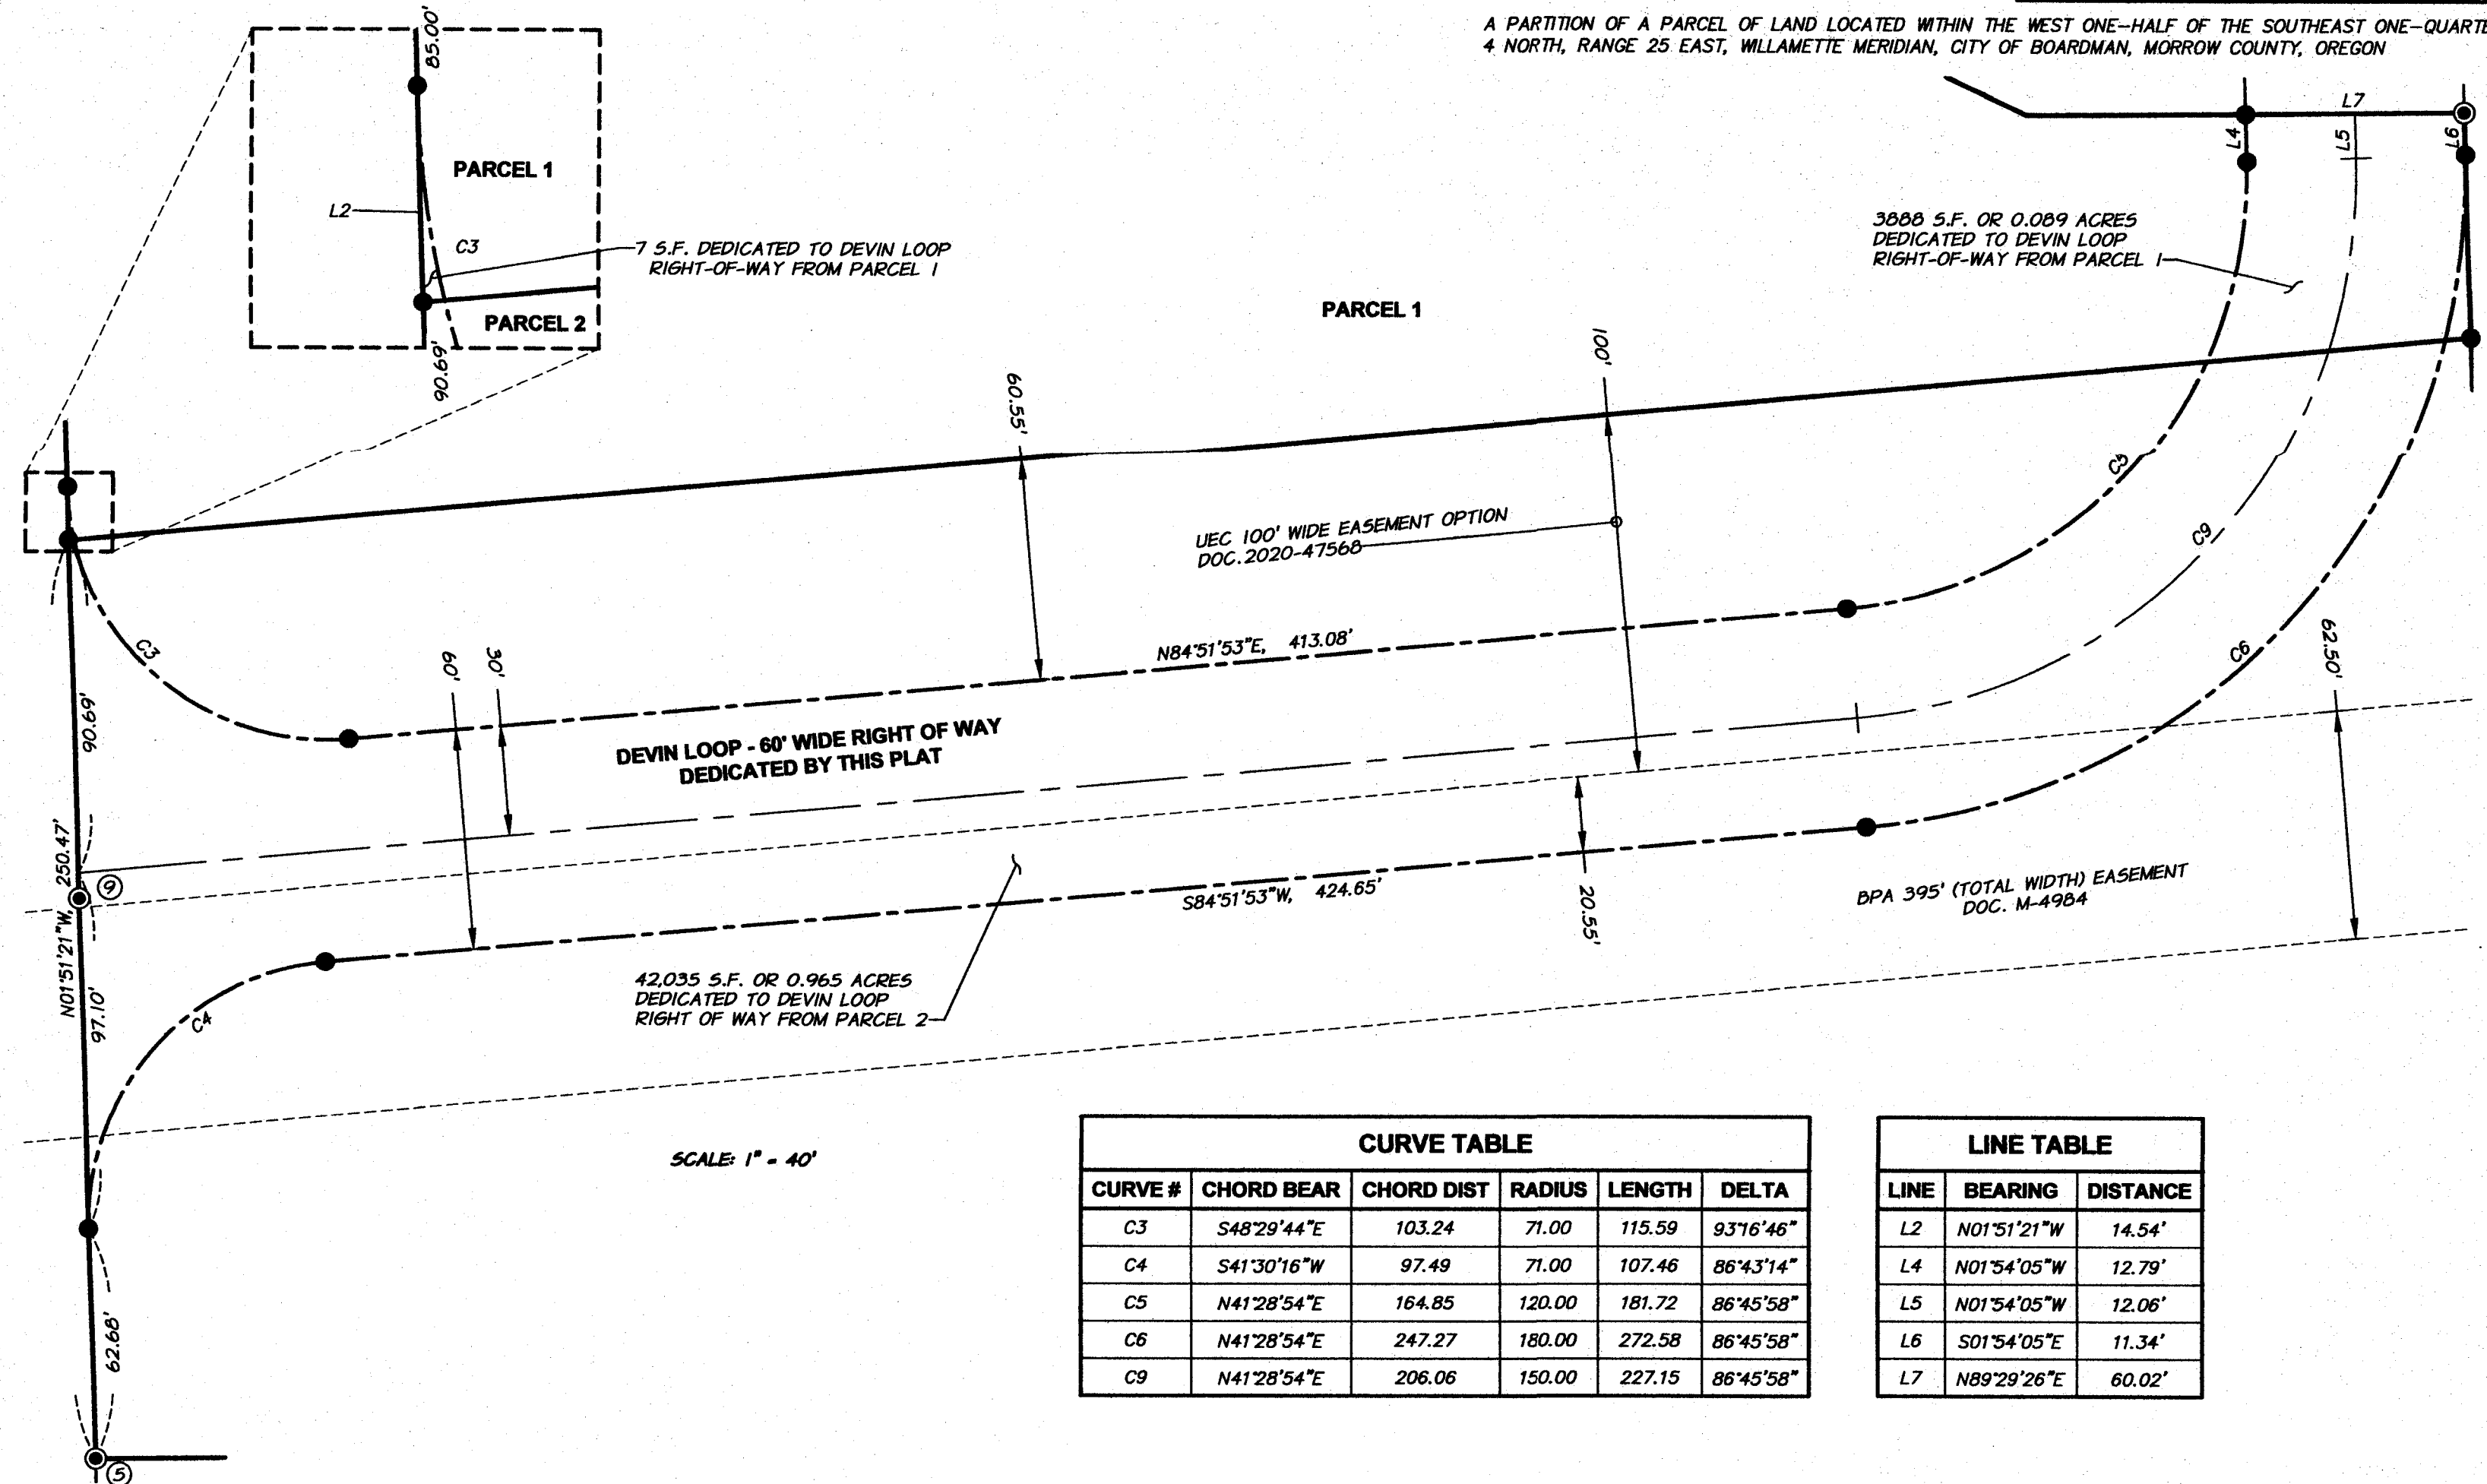 A PARTITION OF A PARCEL OF LAND LOCATED WITHIN THE WEST ONE-HALF OF THE SOUTHEAST ONE-QUARTE
4 NORTH, RANGE 25 EAST, WILLAMETTE MERIDIAN, CITY OF BOARDMAN, MORROW COUNTY, OREGON
85.00'
PARCEL 1
L2
C3
7 S.F. DEDICATED TO DEVIN LOOP
RIGHT-OF-WAY FROM PARCEL 1
PARCEL 2
90.69'
L7
L4
L5
L6
3888 S.F. OR 0.089 ACRES
DEDICATED TO DEVIN LOOP
RIGHT-OF-WAY FROM PARCEL 1
PARCEL 1
100'
60.55'
UEC 100' WIDE EASEMENT OPTION
DOC.2020-47568
C5
C9
C6
62.50'
N84°51'53"E, 413.08'
C3
90.69'
60'
30'
DEVIN LOOP - 60' WIDE RIGHT OF WAY
DEDICATED BY THIS PLAT
N01°51'21"W, 250.47'
9
S84°51'53"W, 424.65'
20.55'
BPA 395' (TOTAL WIDTH) EASEMENT
DOC. M-4984
42,035 S.F. OR 0.965 ACRES
DEDICATED TO DEVIN LOOP
RIGHT OF WAY FROM PARCEL 2
97.10'
C4
SCALE: 1" = 40'
62.68'
5
CURVE TABLE
CURVE # CHORD BEAR CHORD DIST RADIUS LENGTH DELTA
C3 S48°29'44"E 103.24 71.00 115.59 93°16'46"
C4 S41°30'16"W 97.49 71.00 107.46 86°43'14"
C5 N41°28'54"E 164.85 120.00 181.72 86°45'58"
C6 N41°28'54"E 247.27 180.00 272.58 86°45'58"
C9 N41°28'54"E 206.06 150.00 227.15 86°45'58"
LINE TABLE
LINE BEARING DISTANCE
L2 N01°51'21"W 14.54'
L4 N01°54'05"W 12.79'
L5 N01°54'05"W 12.06'
L6 S01°54'05"E 11.34'
L7 N89°29'26"E 60.02'